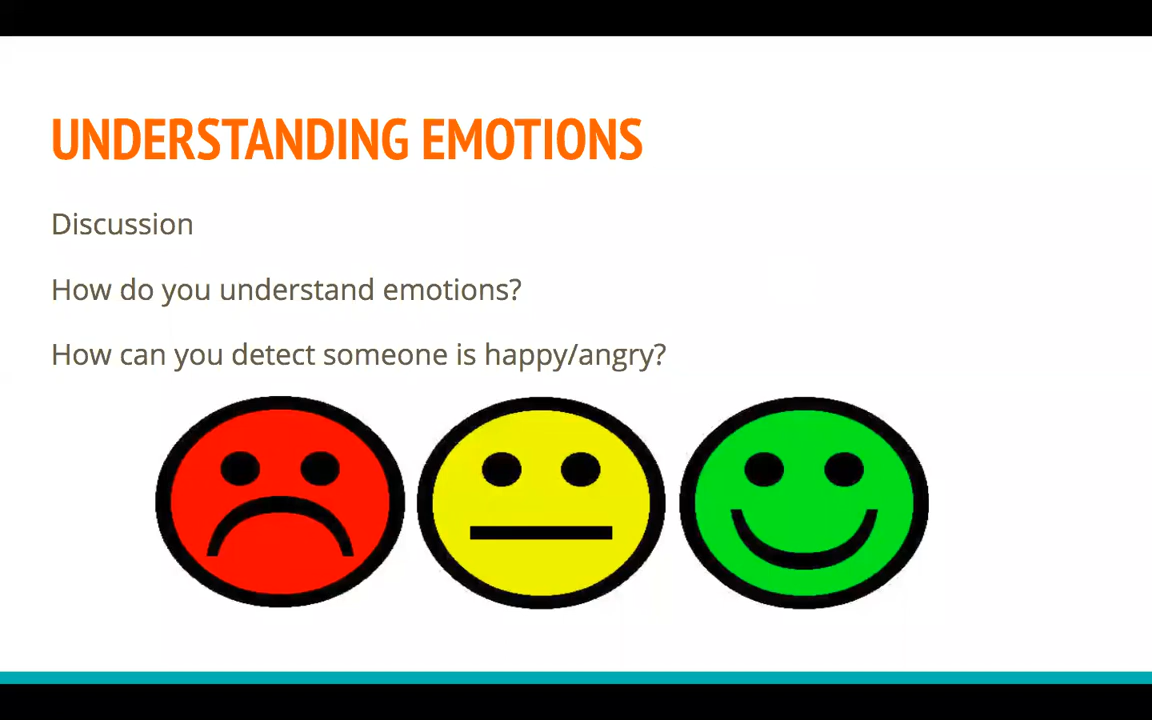 UNDERSTANDING EMOTIONS
Discussion
How do you understand emotions?
How can you detect someone is happy/angry?